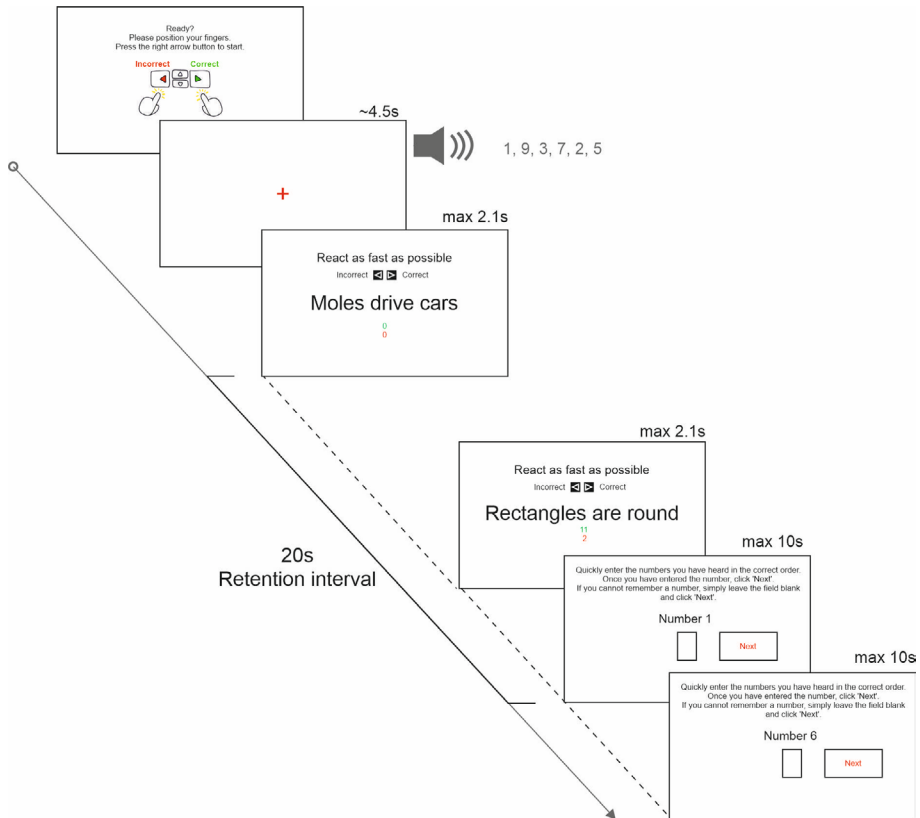 Ready?
Please position your fingers.
Press the right arrow button to start.
Incorrect Correct
~4.5s
1, 9, 3, 7, 2, 5
max 2.1s
React as fast as possible
Incorrect Correct
Moles drive cars
0
0
max 2.1s
React as fast as possible
Incorrect Correct
Rectangles are round
11
2
20s
Retention interval
max 10s
Quickly enter the numbers you have heard in the correct order.
Once you have entered the number, click 'Next'.
If you cannot remember a number, simply leave the field blank
and click 'Next'.
Number 1
Next
max 10s
Quickly enter the numbers you have heard in the correct order.
Once you have entered the number, click 'Next'.
If you cannot remember a number, simply leave the field blank
and click 'Next'.
Number 6
Next